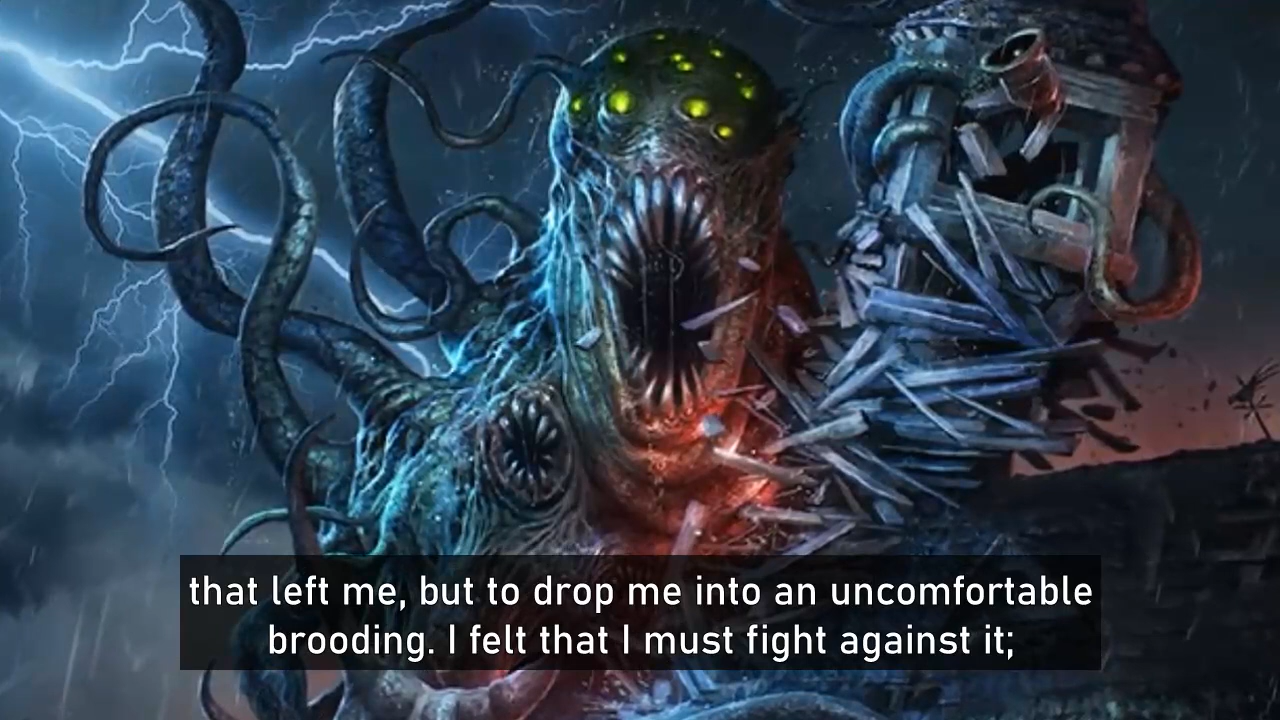 that left me, but to drop me into an uncomfortable
brooding. I felt that I must fight against it;